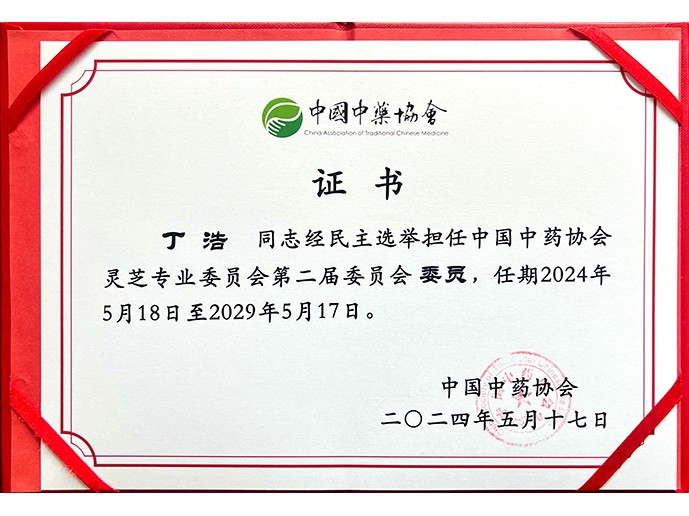 中國中藥協會
China Association of Traditional Chinese Medicine
证 书
丁浩 同志经民主选举担任中国中药协会
灵芝专业委员会第二届委员会委员，任期2024年
5月18日至2029年5月17日。
中国中药协会
二〇二四年五月十七日